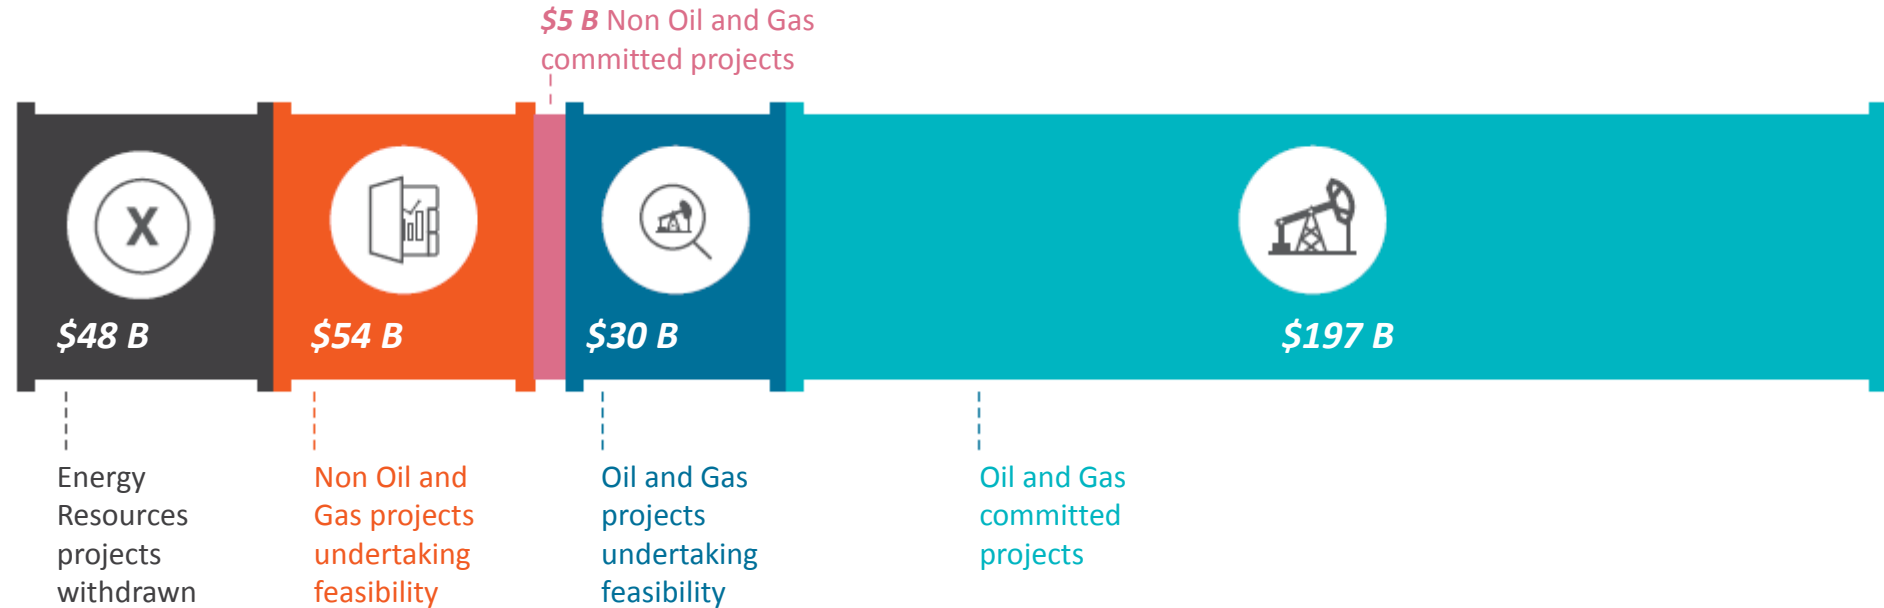 $5 B Non Oil and Gas
committed projects
X
$48 B
$54 B
$30 B
$197 B
Energy
Resources
projects
withdrawn
Non Oil and
Gas projects
undertaking
feasibility
Oil and Gas
projects
undertaking
feasibility
Oil and Gas
committed
projects